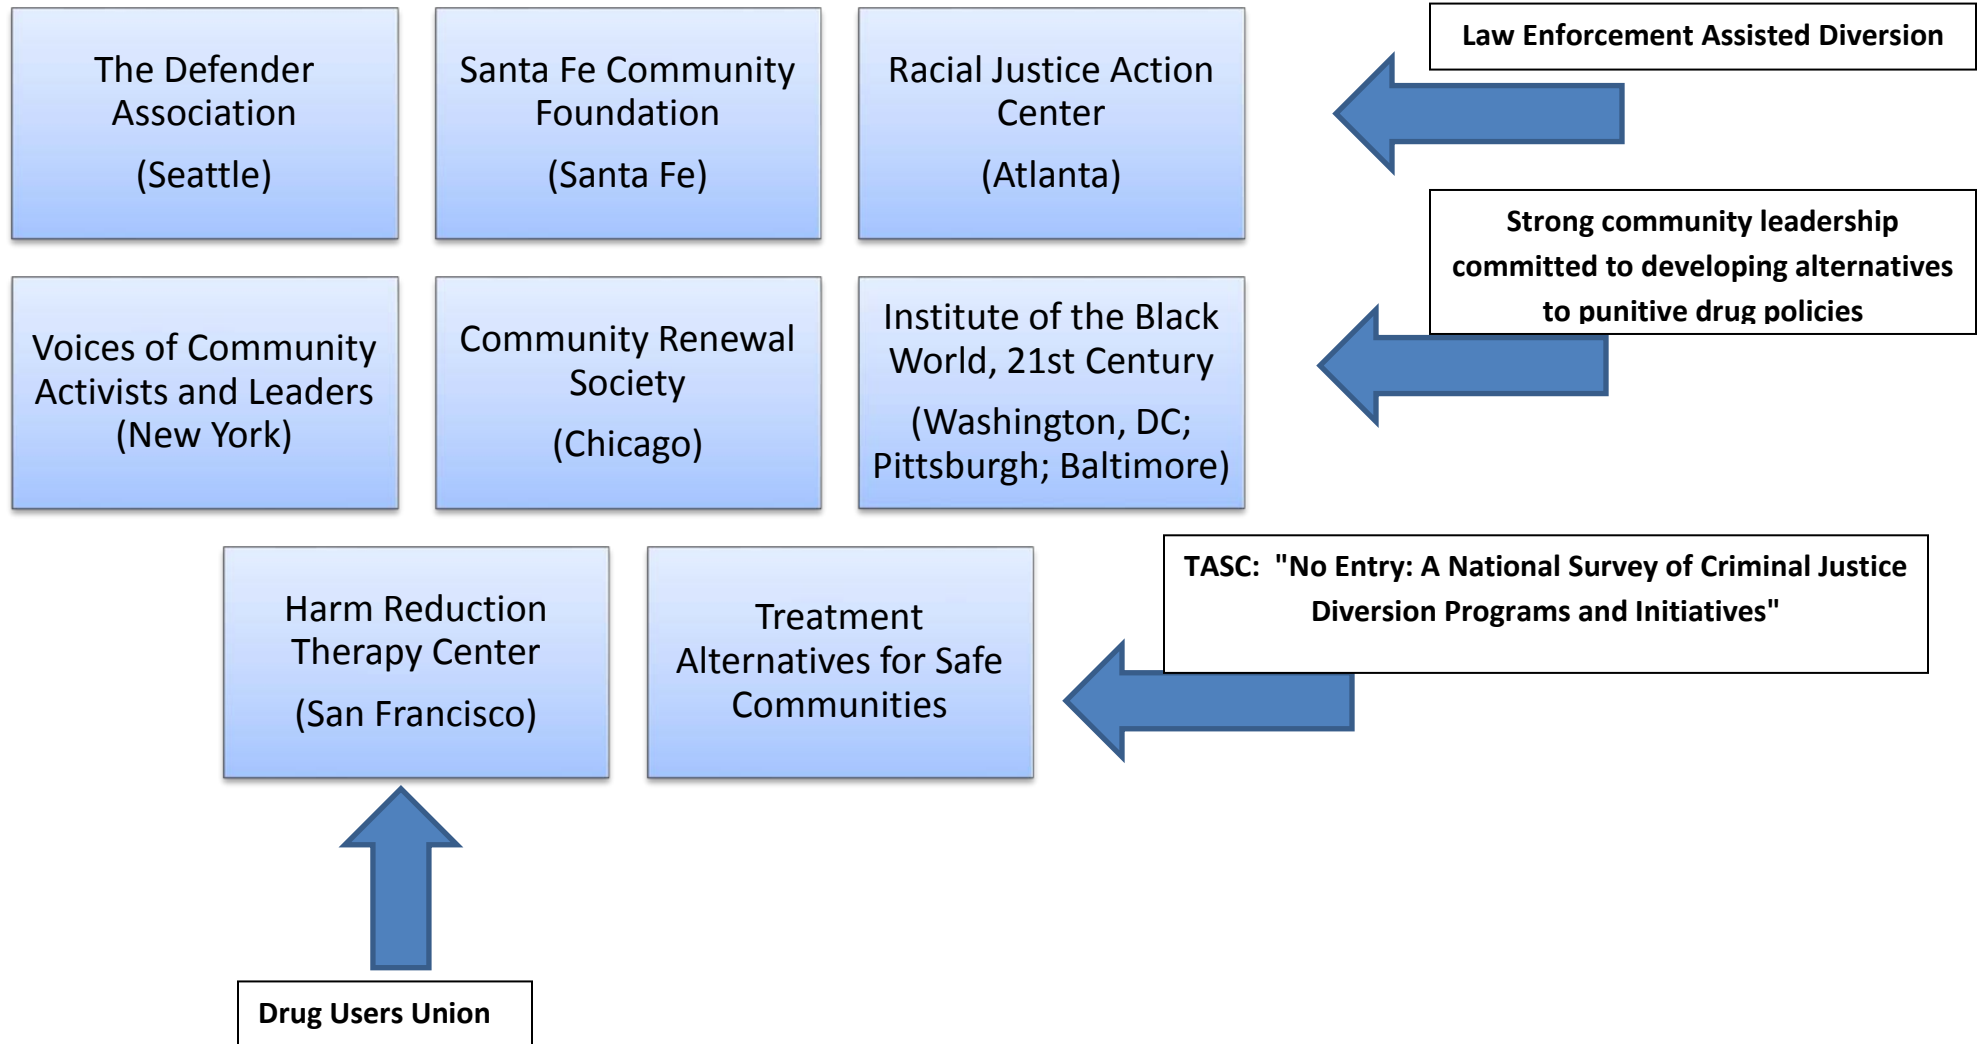 The Defender
Association
(Seattle)
Santa Fe Community
Foundation
(Santa Fe)
Racial Justice Action
Center
(Atlanta)
Law Enforcement Assisted Diversion
Voices of Community
Activists and Leaders
(New York)
Community Renewal
Society
(Chicago)
Institute of the Black
World, 21st Century
(Washington, DC;
Pittsburgh; Baltimore)
Strong community leadership
committed to developing alternatives
to punitive drug policies
Harm Reduction
Therapy Center
(San Francisco)
Treatment
Alternatives for Safe
Communities
TASC:  "No Entry: A National Survey of Criminal Justice
Diversion Programs and Initiatives"
Drug Users Union